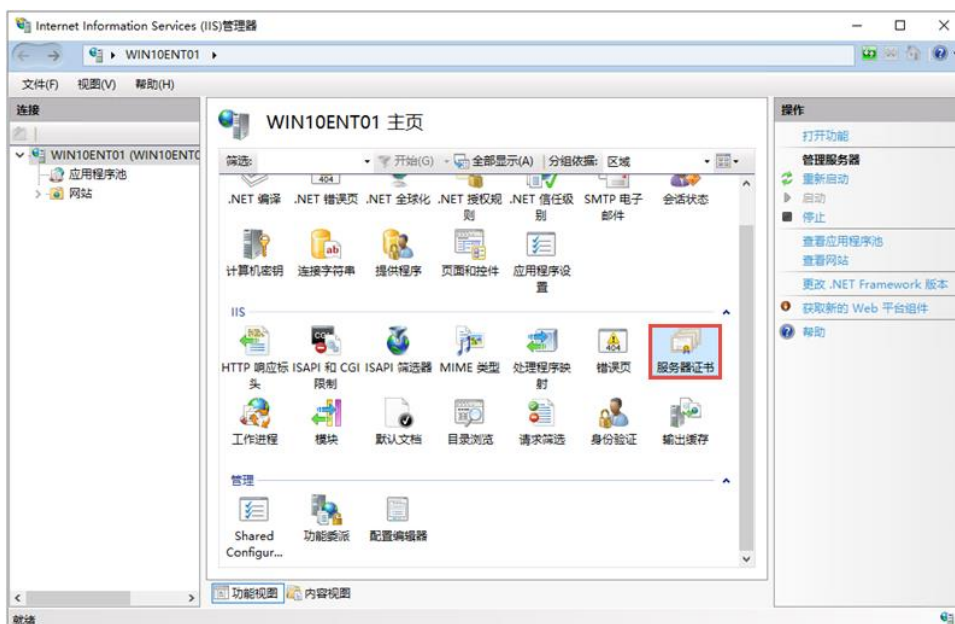 Internet Information Services (IIS)管理器
WIN10ENT01
文件(F) 视图(V) 帮助(H)
连接
WIN10ENT01 (WIN10ENTC
应用程序池
网站
WIN10ENT01 主页
筛选: 开始(G) 全部显示(A) 分组依据: 区域
404
.NET 编译 .NET 错误页 .NET 全球化 .NET 授权规则 .NET 信任级别 SMTP 电子邮件 会话状态
ab
计算机密钥 连接字符串 提供程序 页面和控件 应用程序设置
IIS
404
HTTP 响应标头 ISAPI 和 CGI 限制 ISAPI 筛选器 MIME 类型 处理程序映射 错误页 服务器证书
工作进程 模块 默认文档 目录浏览 请求筛选 身份验证 输出缓存
管理
Shared Configur... 功能委派 配置编辑器
功能视图 内容视图
操作
打开功能
管理服务器
重新启动
启动
停止
查看应用程序池
查看网站
更改 .NET Framework 版本
获取新的 Web 平台组件
帮助
就绪